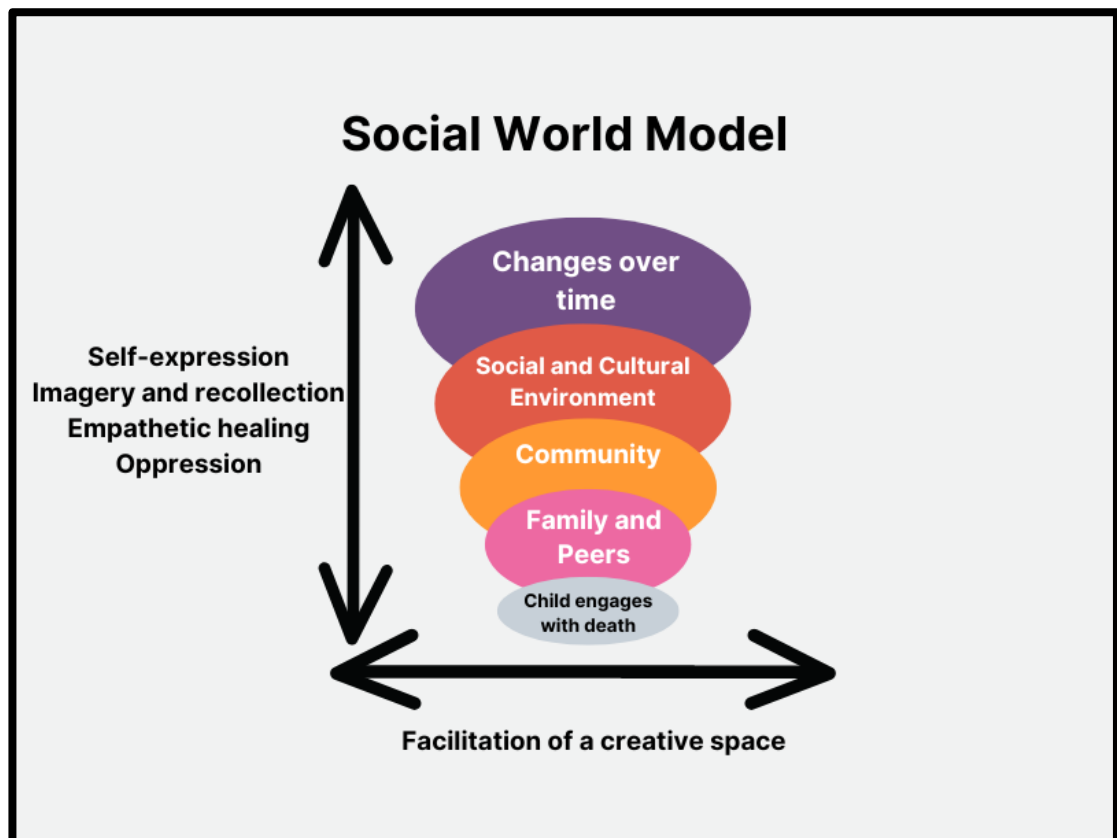 Social World Model
Changes over
time
Social and Cultural
Environment
Community
Family and
Peers
Child engages
with death
Self-expression
Imagery and recollection
Empathetic healing
Oppression
Facilitation of a creative space